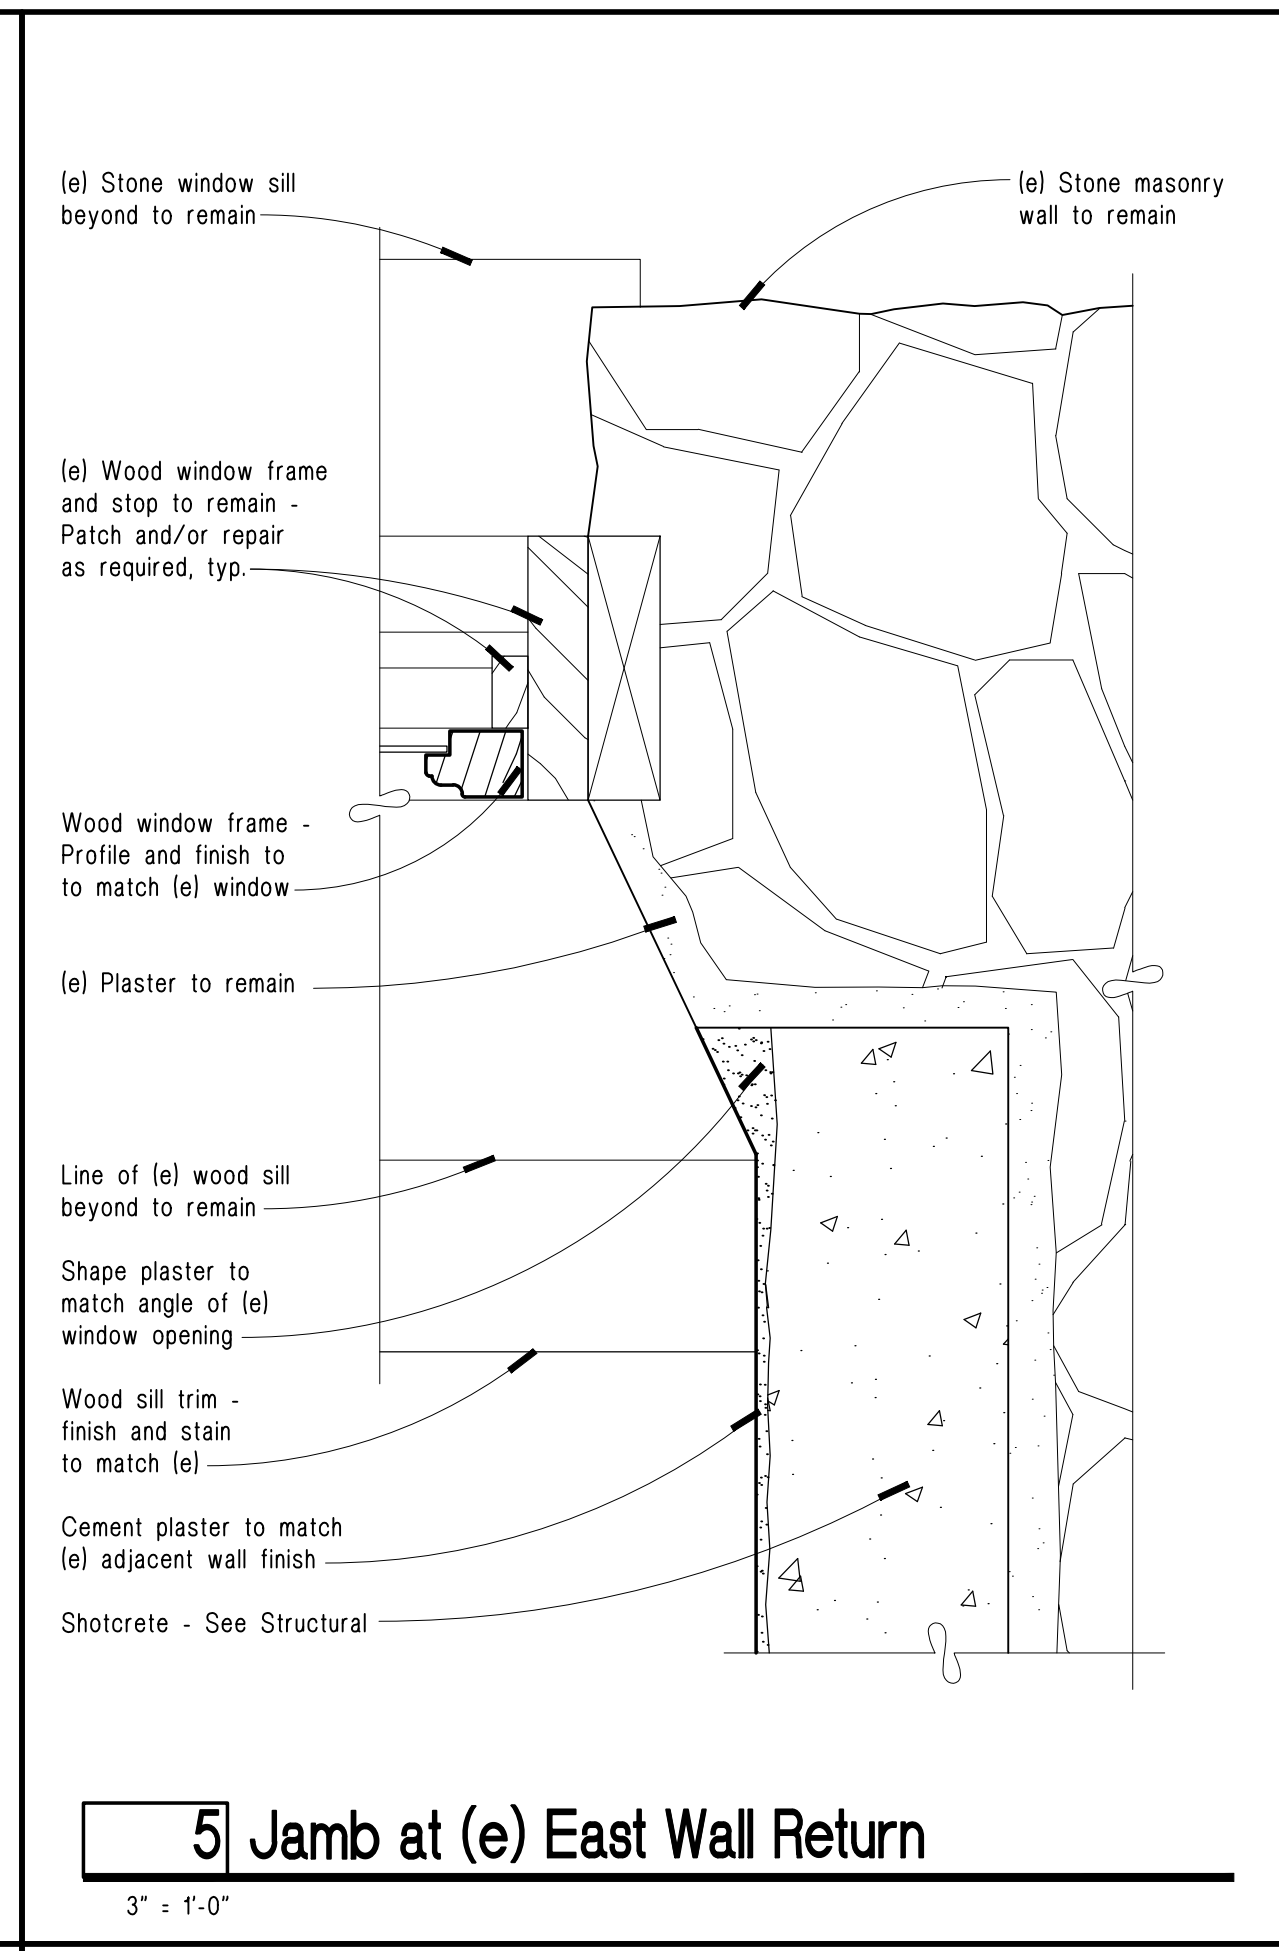 (e) Stone window sill
beyond to remain
(e) Stone masonry
wall to remain
(e) Wood window frame
and stop to remain -
Patch and/or repair
as required, typ.
Wood window frame -
Profile and finish to
to match (e) window
(e) Plaster to remain
Line of (e) wood sill
beyond to remain
Shape plaster to
match angle of (e)
window opening
Wood sill trim -
finish and stain
to match (e)
Cement plaster to match
(e) adjacent wall finish
Shotcrete - See Structural
5 Jamb at (e) East Wall Return
3" = 1'-0"